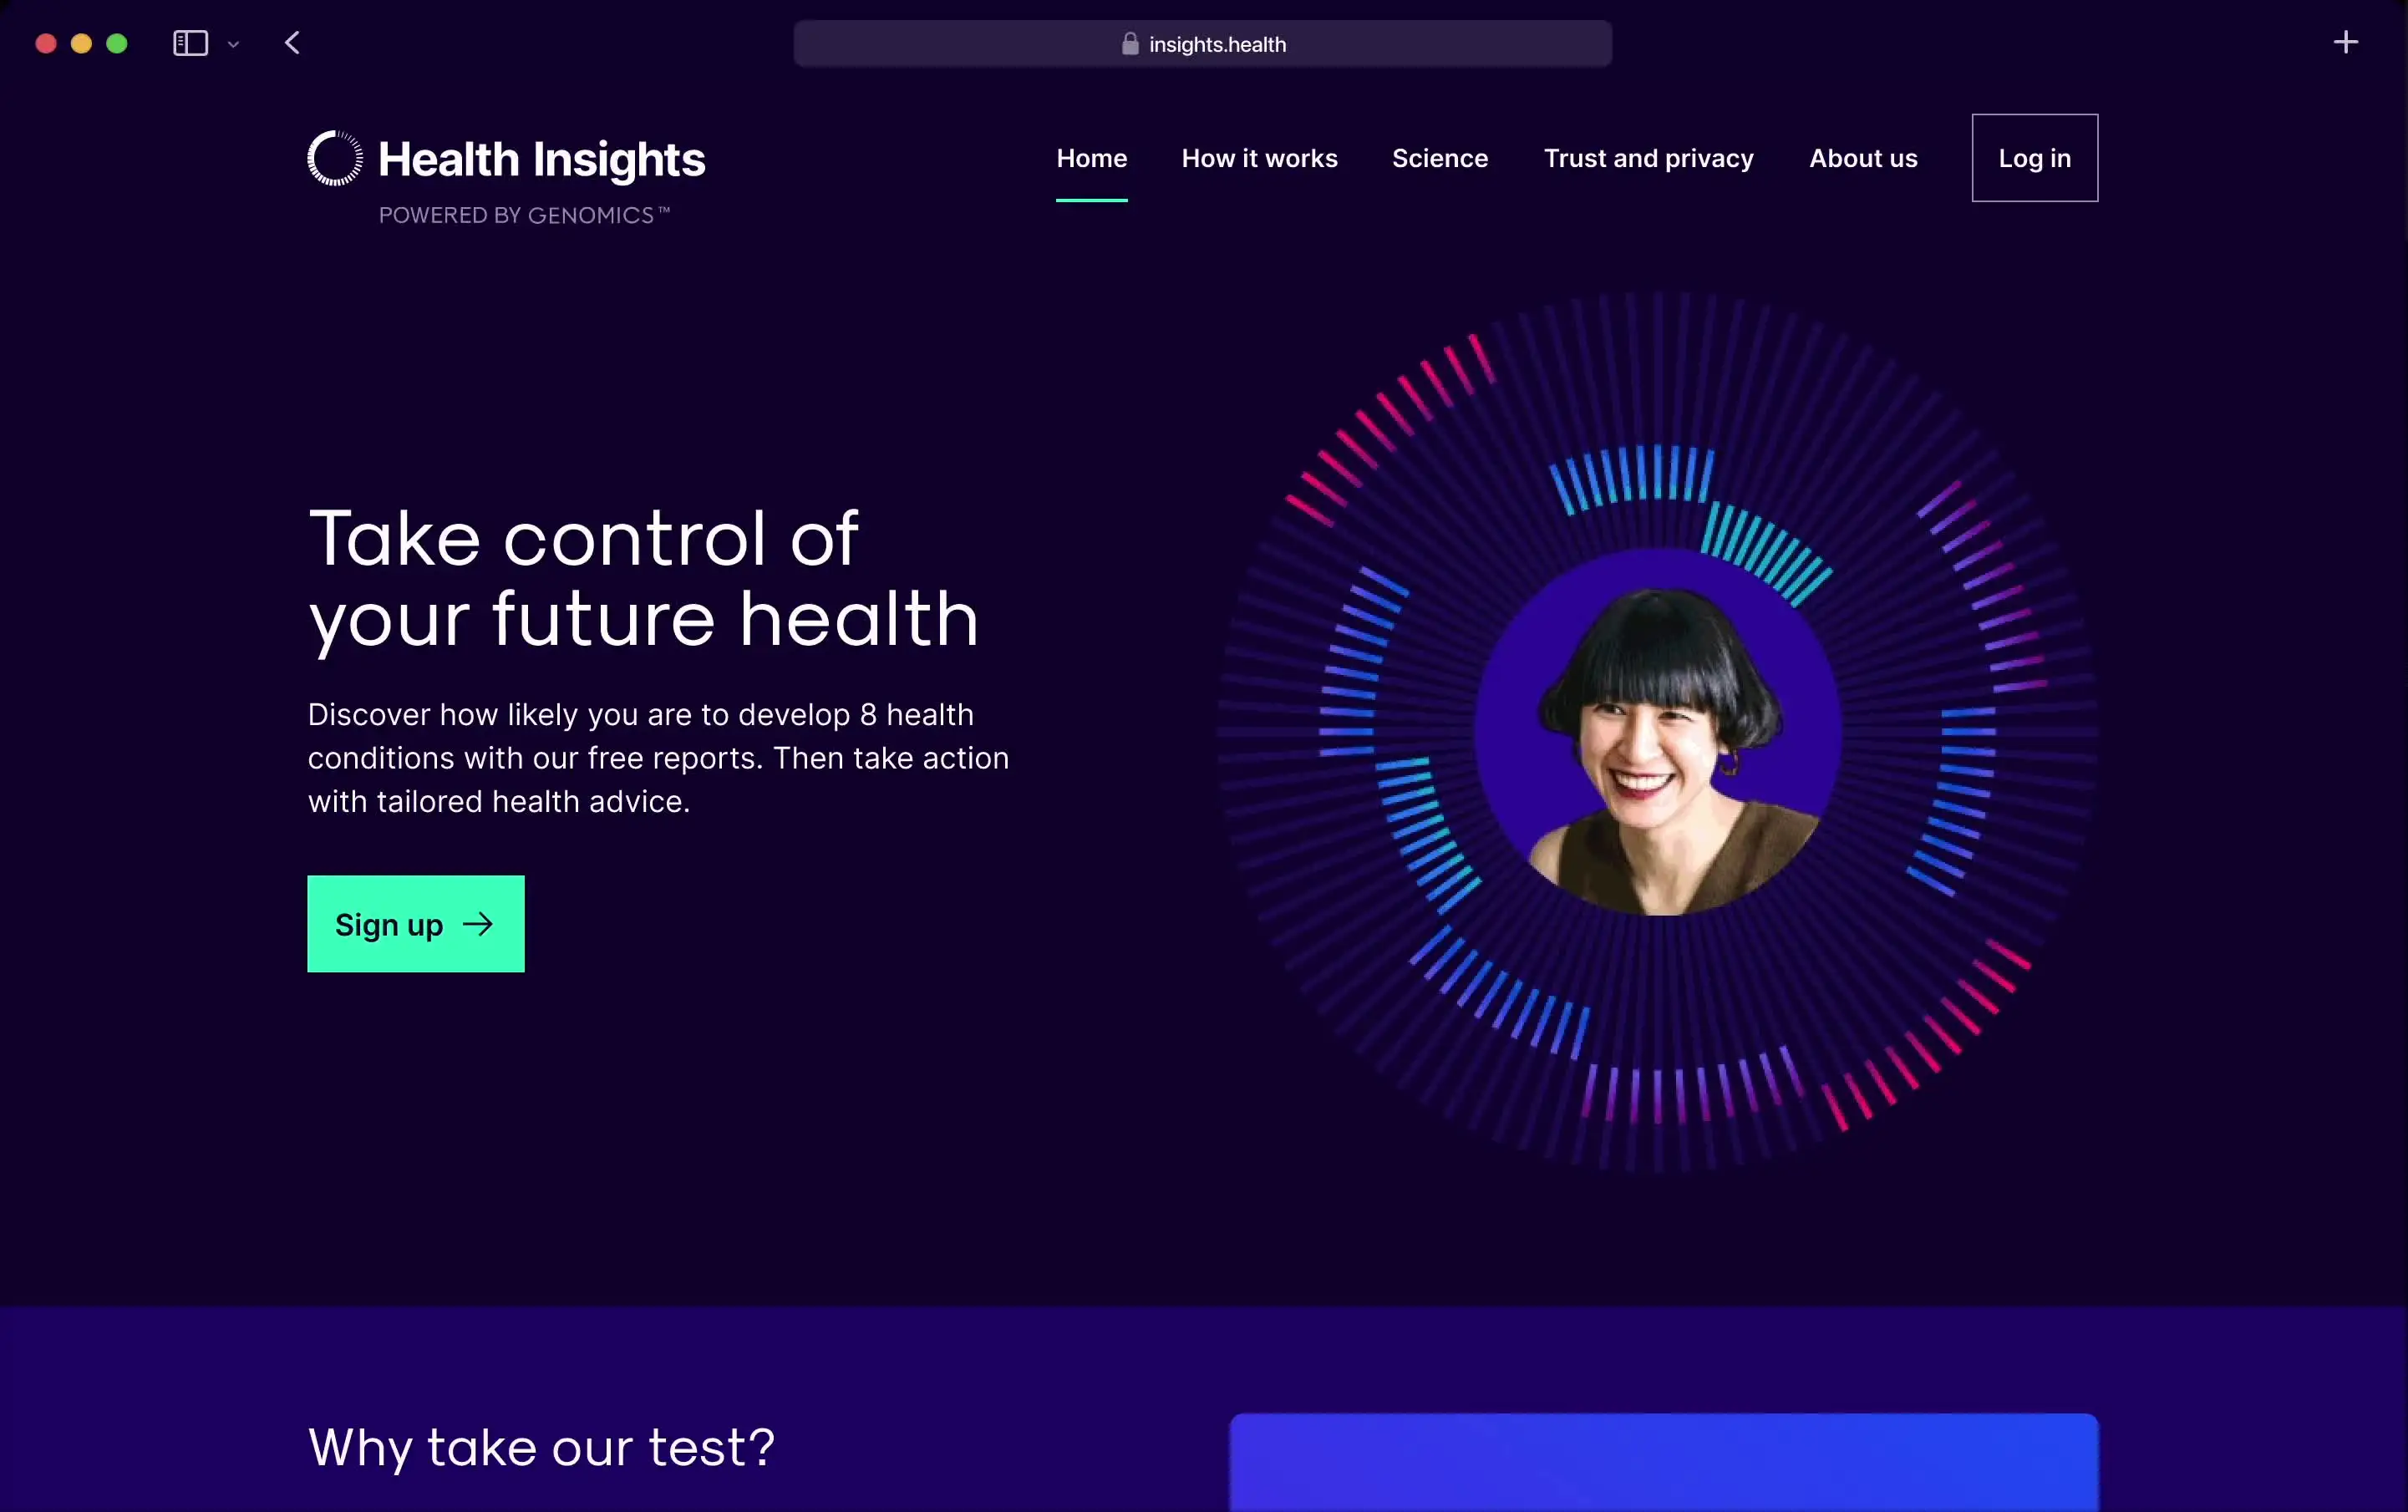 insights.health
Health Insights
POWERED BY GENOMICS™
Home
How it works
Science
Trust and privacy
About us
Log in
Take control of
your future health
Discover how likely you are to develop 8 health
conditions with our free reports. Then take action
with tailored health advice.
Sign up
Why take our test?